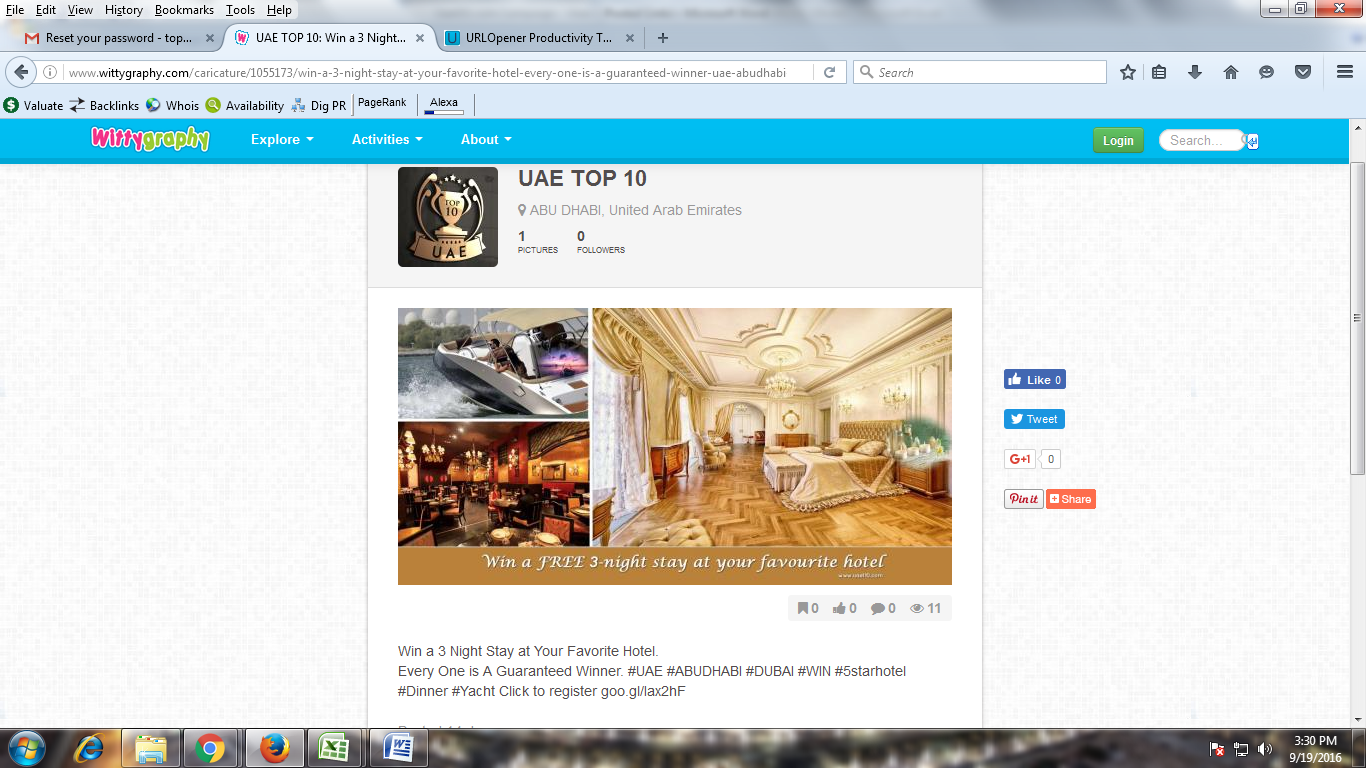 File Edit View History Bookmarks Tools Help
Reset your password - top...
UAE TOP 10: Win a 3 Night...
URLOpener Productivity T...
www.wittygraphy.com/caricature/1055173/win-a-3-night-stay-at-your-favorite-hotel-every-one-is-a-guaranteed-winner-uae-abudhabi
Search
Valuate Backlinks Whois Availability Dig PR PageRank Alexa
Wittygraphy Explore Activities About Login Search...
TOP
10
UAE
UAE TOP 10
ABU DHABI, United Arab Emirates
1 0
PICTURES FOLLOWERS
Like 0
Tweet
G+1 0
Pin it Share
Win a FREE 3-night stay at your favourite hotel
www.uaet10.com
0 0 0 11
Win a 3 Night Stay at Your Favorite Hotel.
Every One is A Guaranteed Winner. #UAE #ABUDHABI #DUBAI #WIN #5starhotel
#Dinner #Yacht Click to register goo.gl/lax2hF
3:30 PM
9/19/2016